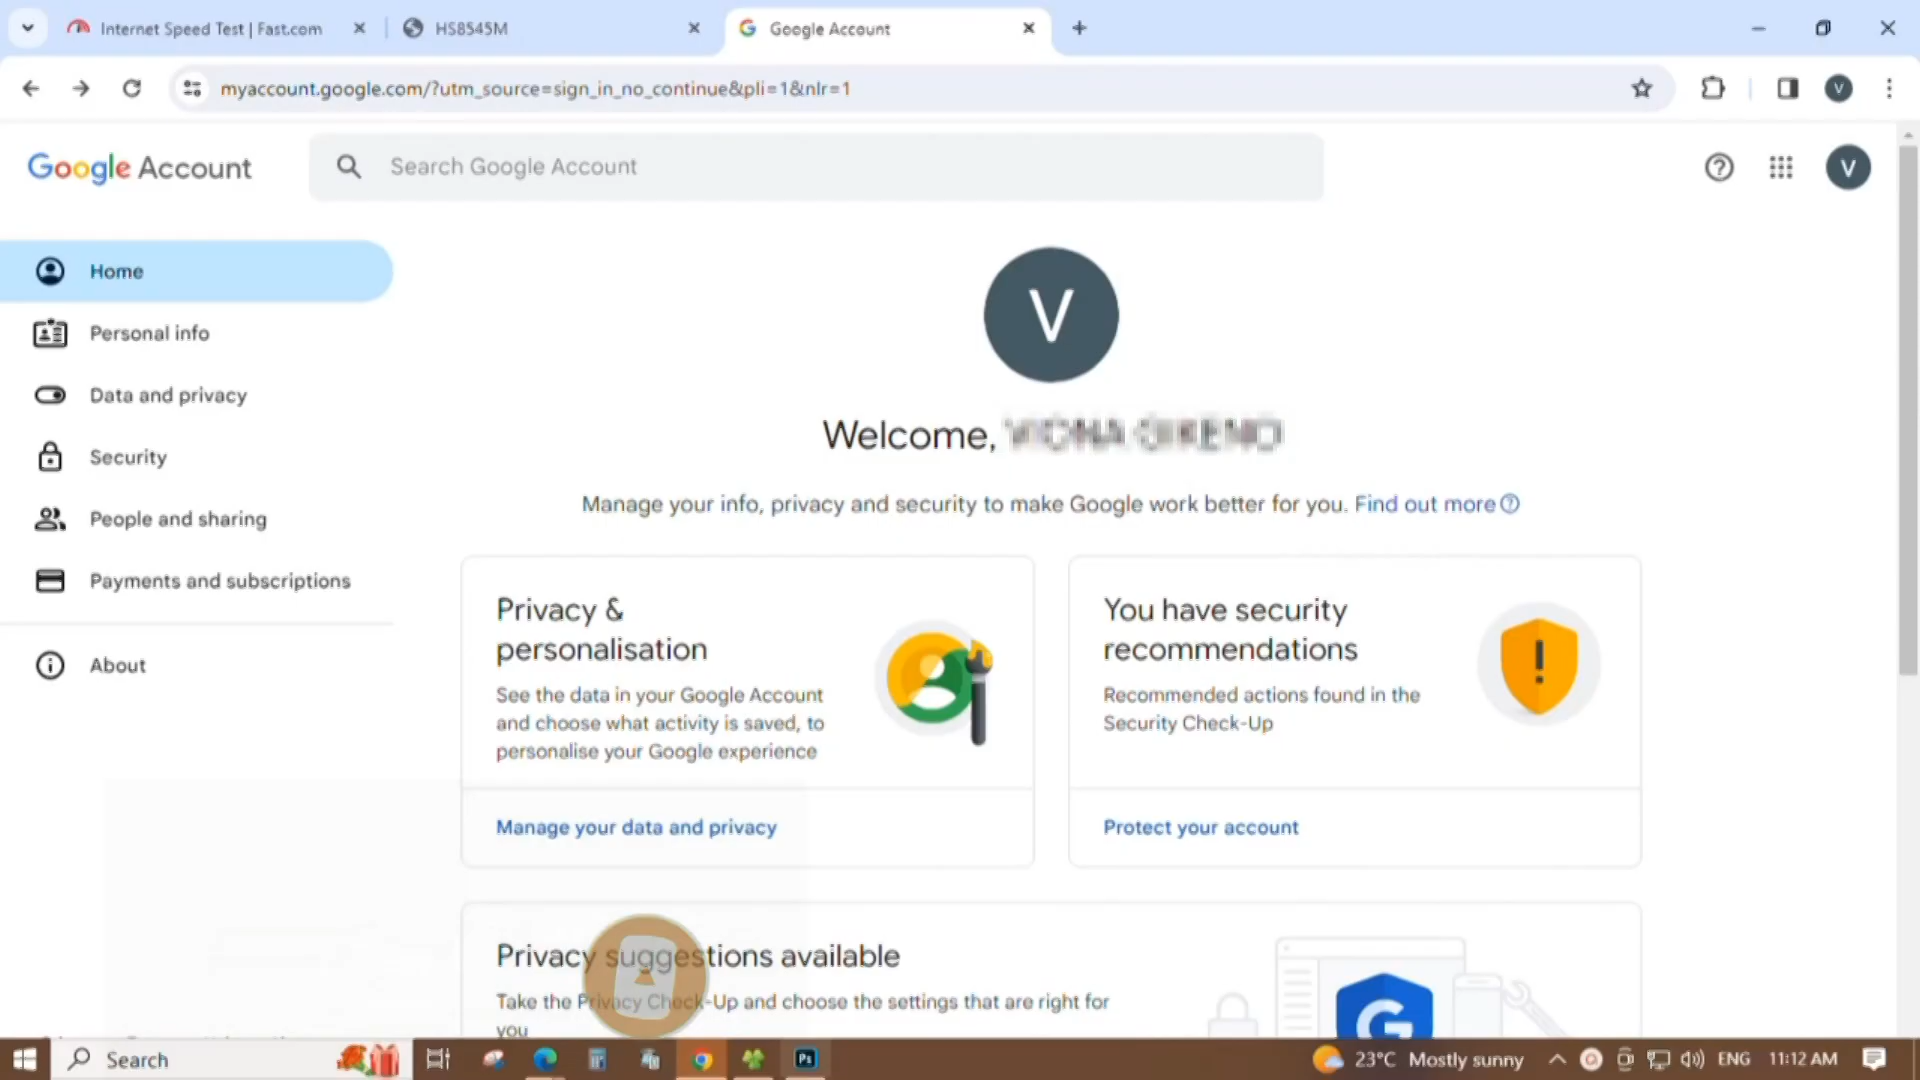 Internet Speed Test | Fast.com
HS8545M
Google Account
myaccount.google.com/?utm_source=sign_in_no_continue&pli=1&nlr=1
V
Google Account
Search Google Account
V
Home
Personal info
Data and privacy
Security
People and sharing
Payments and subscriptions
About
V
Welcome,
Manage your info, privacy and security to make Google work better for you. Find out more
Privacy &
personalisation
See the data in your Google Account
and choose what activity is saved, to
personalise your Google experience
Manage your data and privacy
You have security
recommendations
Recommended actions found in the
Security Check-Up
Protect your account
Privacy suggestions available
Take the Privacy Check-Up and choose the settings that are right for
you
G
Search
Ps
23°C Mostly sunny
ENG
11:12 AM